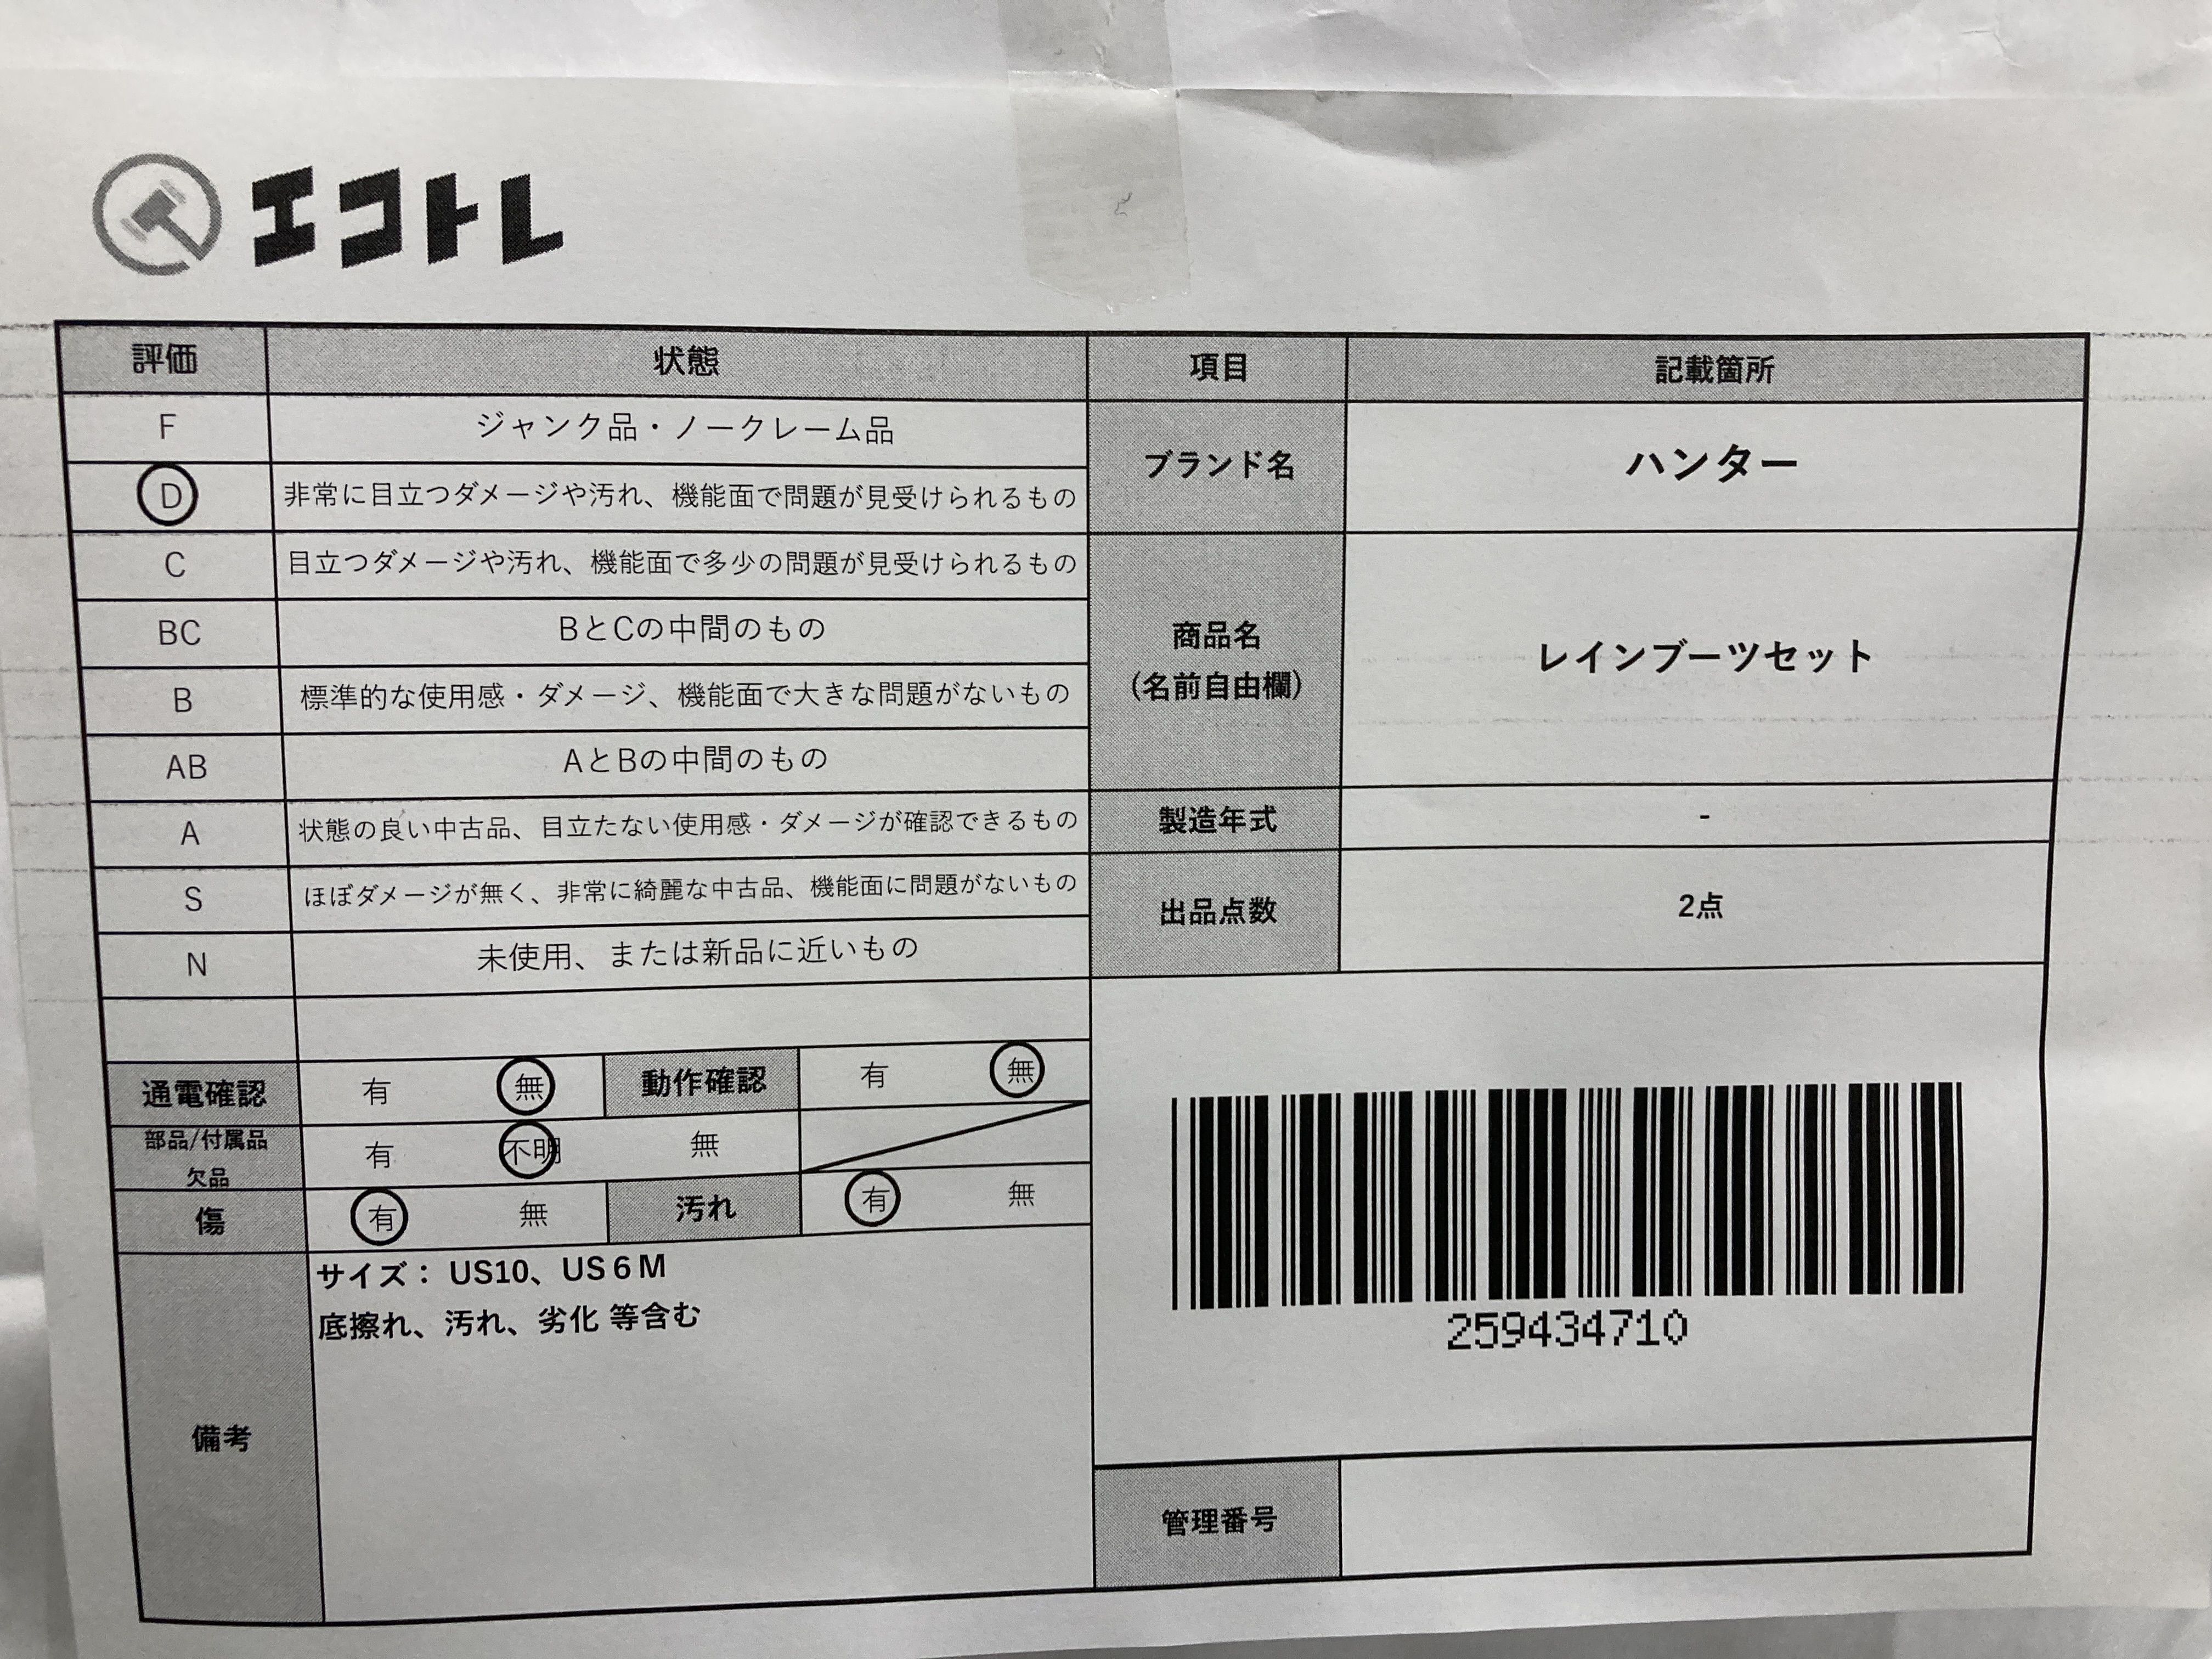 エコトレ
評価 状態 項目 記載箇所
F ジャンク品・ノークレーム品
D 非常に目立つダメージや汚れ、機能面で問題が見受けられるもの
C 目立つダメージや汚れ、機能面で多少の問題が見受けられるもの
BC BとCの中間のもの
B 標準的な使用感・ダメージ、機能面で大きな問題がないもの
AB AとBの中間のもの
A 状態の良い中古品、目立たない使用感・ダメージが確認できるもの
S ほぼダメージが無く、非常に綺麗な中古品、機能面に問題がないもの
N 未使用、または新品に近いもの
ブランド名 ハンター
商品名
(名前自由欄)
レインブーツセット
製造年式 -
出品点数 2点
通電確認 有 無 動作確認 有 無
部品/付属品
欠品
有 不明 無
傷 有 無 汚れ 有 無
備考
サイズ： US10、US６M
底擦れ、汚れ、劣化 等含む
259434710
管理番号